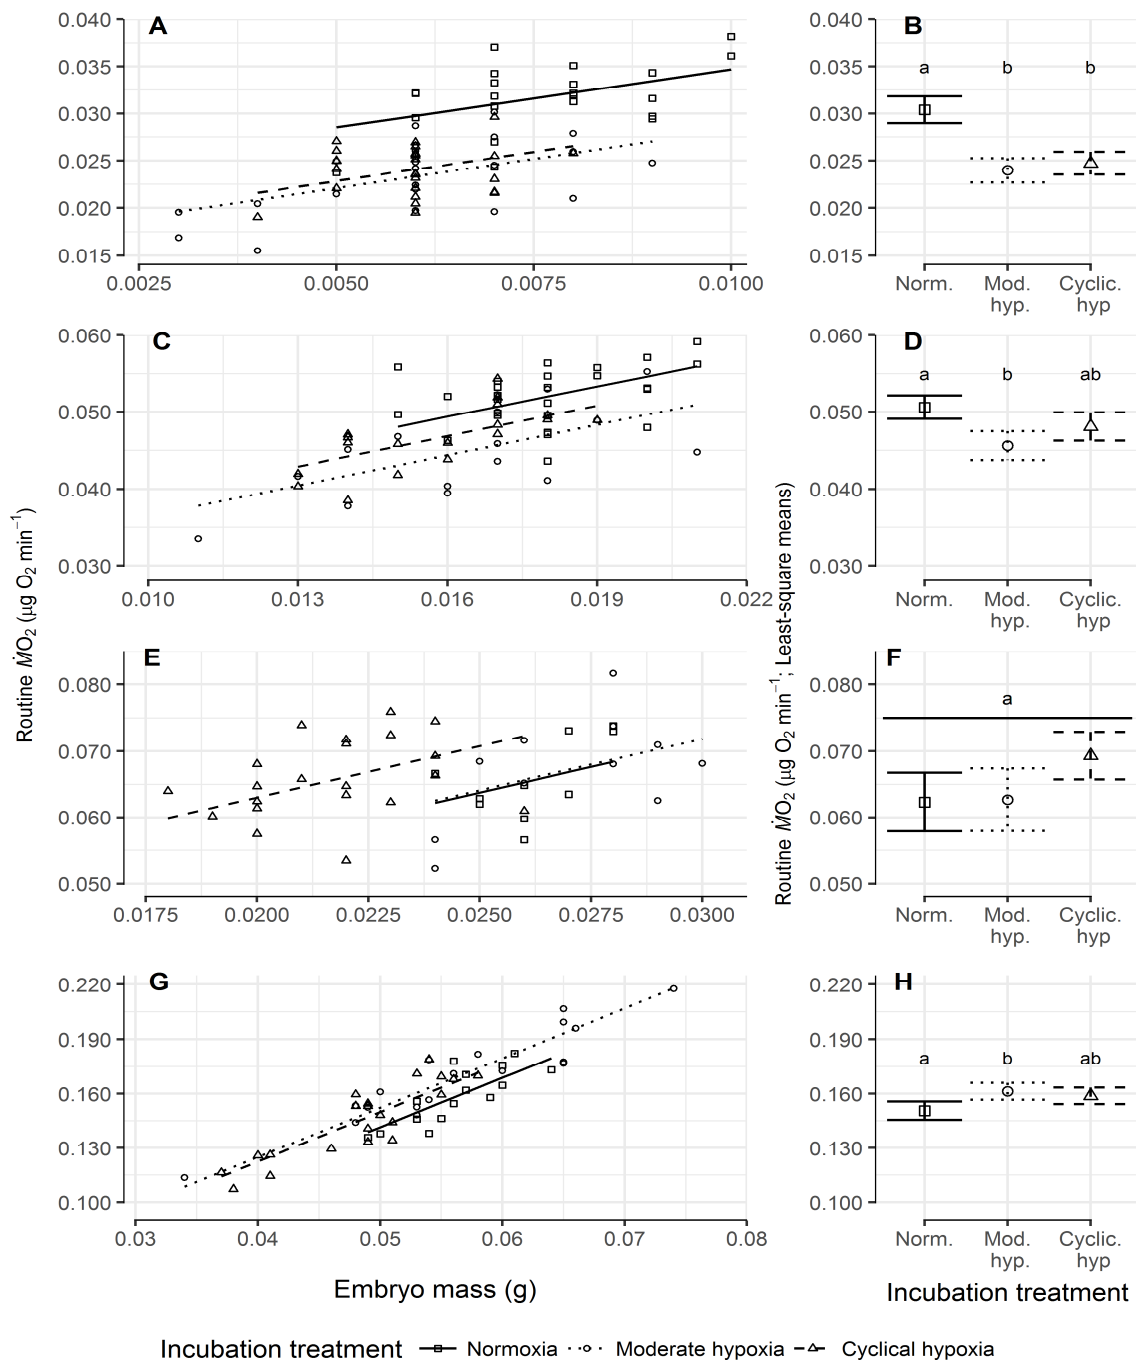 A
0.040
0.035
0.030
0.025
0.020
0.015
0.0025 0.0050 0.0075 0.0100
B
0.040
0.035
0.030
0.025
0.020
0.015
a b b
Norm. Mod. hyp. Cyclic. hyp
C
0.060
0.050
0.040
0.030
0.010 0.013 0.016 0.019 0.022
D
0.060
0.050
0.040
0.030
a b ab
Norm. Mod. hyp. Cyclic. hyp
E
0.080
0.070
0.060
0.050
0.0175 0.0200 0.0225 0.0250 0.0275 0.0300
F
0.080
0.070
0.060
0.050
a
Norm. Mod. hyp. Cyclic. hyp
G
0.220
0.190
0.160
0.130
0.100
0.03 0.04 0.05 0.06 0.07 0.08
H
0.220
0.190
0.160
0.130
0.100
a b ab
Norm. Mod. hyp. Cyclic. hyp
Routine ṀO₂ (µg O₂ min⁻¹)
Routine ṀO₂ (µg O₂ min⁻¹; Least-square means)
Embryo mass (g)
Incubation treatment
Incubation treatment Normoxia Moderate hypoxia Cyclical hypoxia